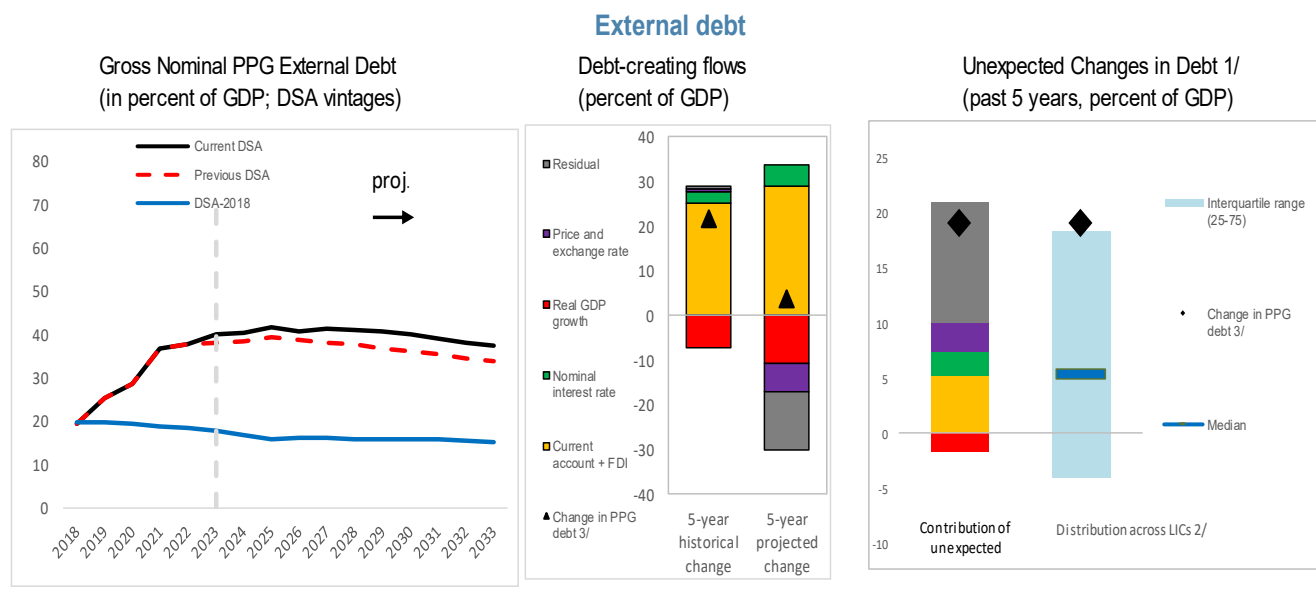 External debt
Gross Nominal PPG External Debt
(in percent of GDP; DSA vintages)
Current DSA
Previous DSA
DSA-2018
proj.
80
70
60
50
40
30
20
10
0
2018
2019
2020
2021
2022
2023
2024
2025
2026
2027
2028
2029
2030
2031
2032
2033
Debt-creating flows
(percent of GDP)
Residual
Price and
exchange rate
Real GDP
growth
Nominal
interest rate
Current
account + FDI
Change in PPG
debt 3/
40
30
20
10
0
-10
-20
-30
-40
5-year
historical
change
5-year
projected
change
Unexpected Changes in Debt 1/
(past 5 years, percent of GDP)
25
20
15
10
5
0
-5
-10
Contribution of
unexpected
Distribution across LICs 2/
Interquartile range
(25-75)
Change in PPG
debt 3/
Median